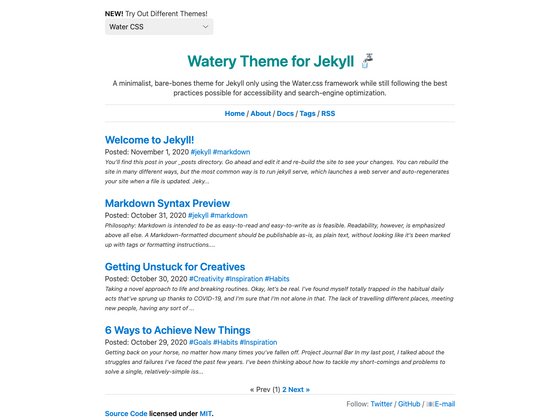 NEW! Try Out Different Themes!
Water CSS
Watery Theme for Jekyll
A minimalist, bare-bones theme for Jekyll only using the Water.css framework while still following the best
practices possible for accessibility and search-engine optimization.
Home / About / Docs / Tags / RSS
Welcome to Jekyll!
Posted: November 1, 2020 #jekyll #markdown
You'll find this post in your _posts directory. Go ahead and edit it and re-build the site to see your changes. You can rebuild the
site in many different ways, but the most common way is to run jekyll serve, which launches a web server and auto-regenerates
your site when a file is updated. Jeky...
Markdown Syntax Preview
Posted: October 31, 2020 #jekyll #markdown
Philosophy: Markdown is intended to be as easy-to-read and easy-to-write as is feasible. Readability, however, is emphasized
above all else. A Markdown-formatted document should be publishable as-is, as plain text, without looking like it's been marked
up with tags or formatting instructions....
Getting Unstuck for Creatives
Posted: October 30, 2020 #Creativity #Inspiration #Habits
Taking a novel approach to life and breaking routines. Okay, let's be real. I've found myself totally trapped in the habitual daily
acts that've sprung up thanks to COVID-19, and I'm sure that I'm not alone in that. The lack of travelling different places, meeting
new people, having any sort of ...
6 Ways to Achieve New Things
Posted: October 29, 2020 #Goals #Habits #Inspiration
Getting back on your horse, no matter how many times you've fallen off. Project Journal Bar In my last post, I talked about the
struggles and failures I've faced the past few years. I've been thinking about how to tackle my short-comings and problems to
solve a single, relatively-simple iss...
« Prev (1) 2 Next »
Follow: Twitter / GitHub / E-mail
Source Code licensed under MIT.